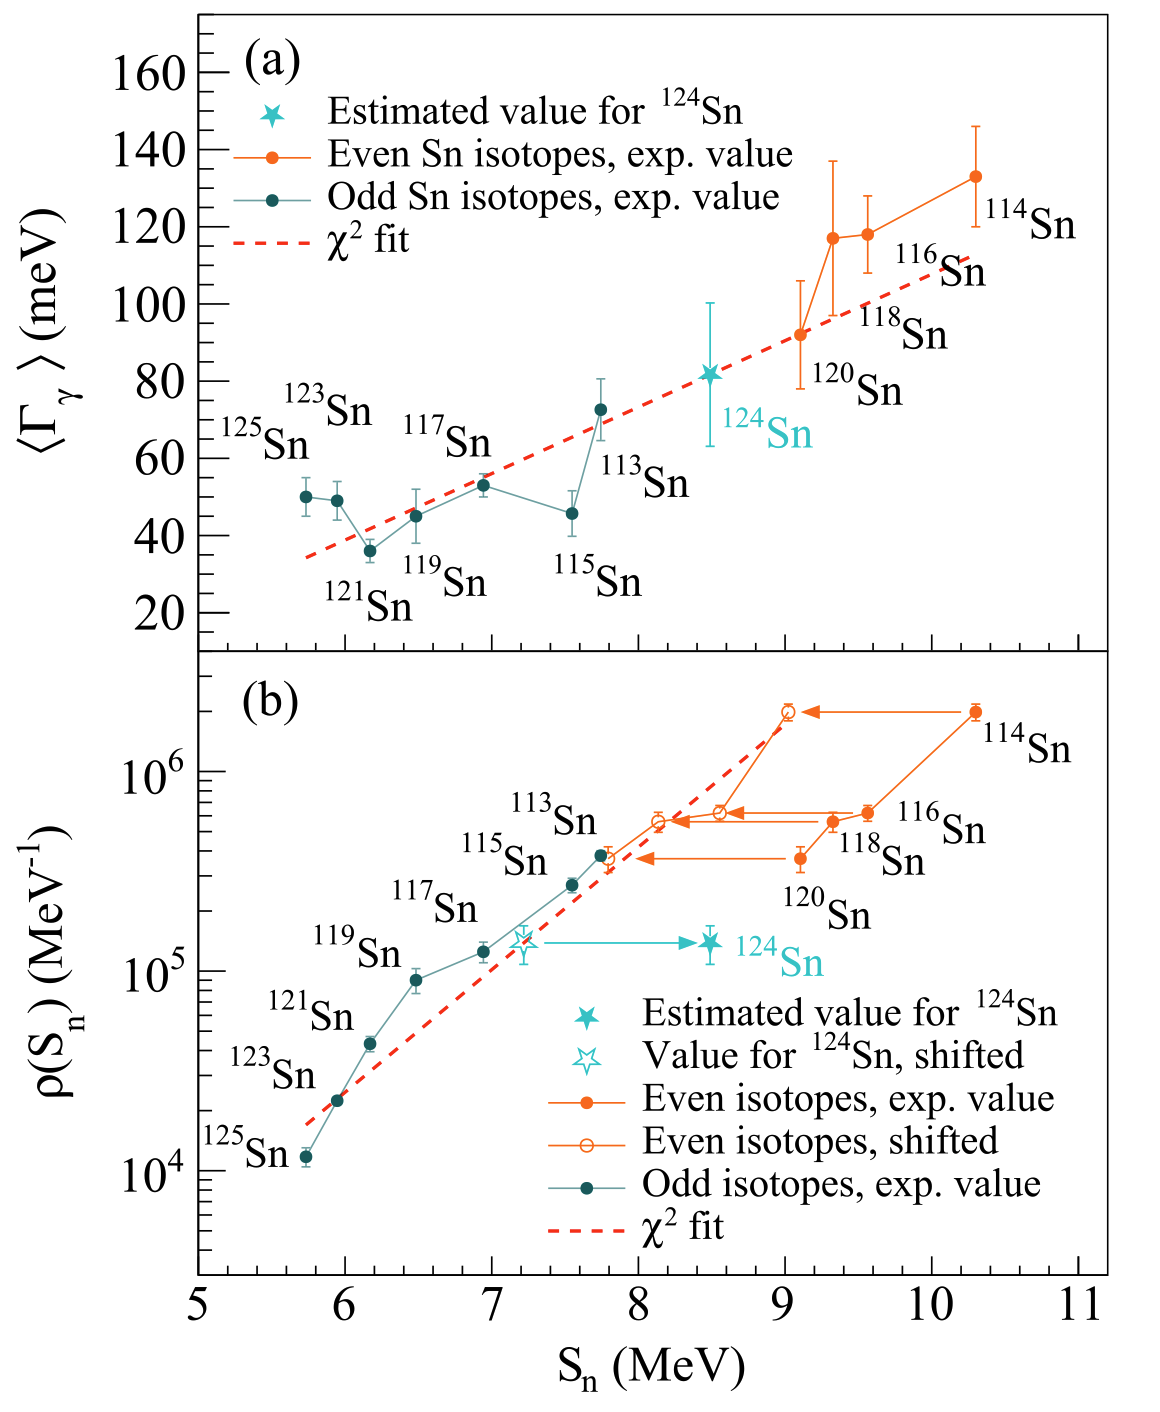 (a)
160
140
120
100
80
60
40
20
⟨Γγ⟩ (meV)
Estimated value for ¹²⁴Sn
Even Sn isotopes, exp. value
Odd Sn isotopes, exp. value
χ² fit
¹¹⁴Sn
¹¹⁶Sn
¹¹⁸Sn
¹²⁰Sn
¹²³Sn
¹²⁵Sn
¹¹⁷Sn
¹²⁴Sn
¹¹³Sn
¹¹⁹Sn
¹¹⁵Sn
¹²¹Sn
(b)
10⁶
10⁵
10⁴
ρ(Sₙ) (MeV⁻¹)
¹¹⁴Sn
¹¹³Sn
¹¹⁶Sn
¹¹⁵Sn
¹¹⁸Sn
¹¹⁷Sn
¹²⁰Sn
¹¹⁹Sn
¹²⁴Sn
¹²¹Sn
¹²³Sn
¹²⁵Sn
Estimated value for ¹²⁴Sn
Value for ¹²⁴Sn, shifted
Even isotopes, exp. value
Even isotopes, shifted
Odd isotopes, exp. value
χ² fit
5 6 7 8 9 10 11
Sₙ (MeV)